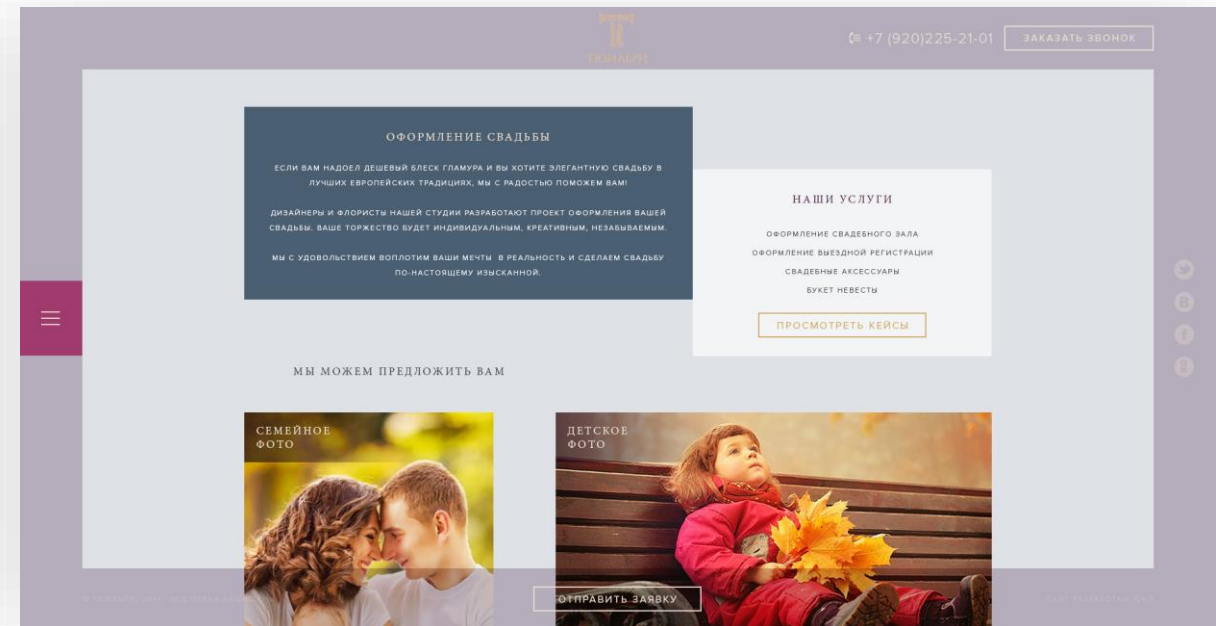 +7 (920)225-21-01
ЗАКАЗАТЬ ЗВОНОК
ОФОРМЛЕНИЕ СВАДЬБЫ
ЕСЛИ ВАМ НАДОЕЛ ДЕШЕВЫЙ БЛЕСК ГЛАМУРА И ВЫ ХОТИТЕ ЭЛЕГАНТНУЮ СВАДЬБУ В
ЛУЧШИХ ЕВРОПЕЙСКИХ ТРАДИЦИЯХ, МЫ С РАДОСТЬЮ ПОМОЖЕМ ВАМ!
ДИЗАЙНЕРЫ И ФЛОРИСТЫ НАШЕЙ СТУДИИ РАЗРАБОТАЮТ ПРОЕКТ ОФОРМЛЕНИЯ ВАШЕЙ
СВАДЬБЫ. ВАШЕ ТОРЖЕСТВО БУДЕТ ИНДИВИДУАЛЬНЫМ, КРЕАТИВНЫМ, НЕЗАБЫВАЕМЫМ.
МЫ С УДОВОЛЬСТВИЕМ ВОПЛОТИМ ВАШИ МЕЧТЫ В РЕАЛЬНОСТЬ И СДЕЛАЕМ СВАДЬБУ
ПО-НАСТОЯЩЕМУ ИЗЫСКАННОЙ.
НАШИ УСЛУГИ
ОФОРМЛЕНИЕ СВАДЕБНОГО ЗАЛА
ОФОРМЛЕНИЕ ВЫЕЗДНОЙ РЕГИСТРАЦИИ
СВАДЕБНЫЕ АКСЕССУАРЫ
БУКЕТ НЕВЕСТЫ
ПРОСМОТРЕТЬ КЕЙСЫ
МЫ МОЖЕМ ПРЕДЛОЖИТЬ ВАМ
СЕМЕЙНОЕ
ФОТО
ДЕТСКОЕ
ФОТО
ОТПРАВИТЬ ЗАЯВКУ